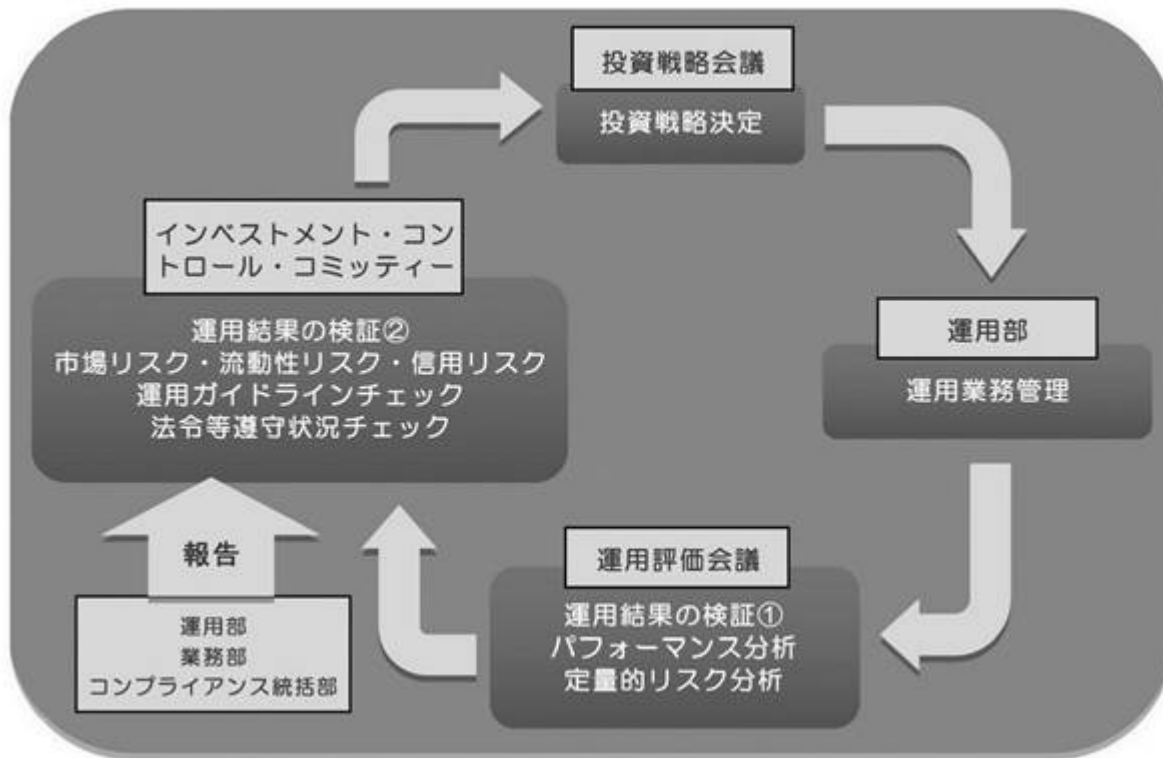 投資戦略会議
投資戦略決定
インベストメント・コン
トロール・コミッティー
運用結果の検証②
市場リスク・流動性リスク・信用リスク
運用ガイドラインチェック
法令等遵守状況チェック
運用部
運用業務管理
報告
運用部
業務部
コンプライアンス統括部
運用評価会議
運用結果の検証①
パフォーマンス分析
定量的リスク分析